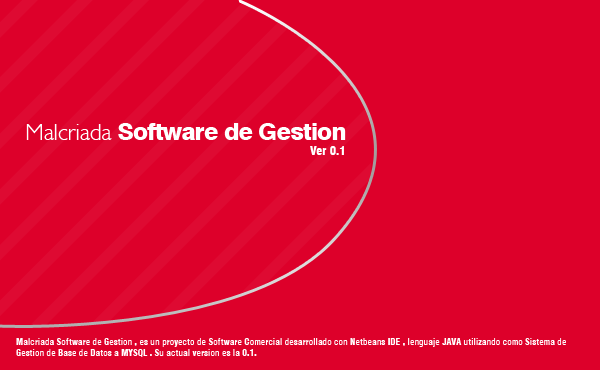 Malcriada Software de Gestion
Ver 0.1
Malcriada Software de Gestion , es un proyecto de Software Comercial desarrollado con Netbeans IDE , lenguaje JAVA utilizando como Sistema de
Gestion de Base de Datos a MYSQL . Su actual version es la 0.1.